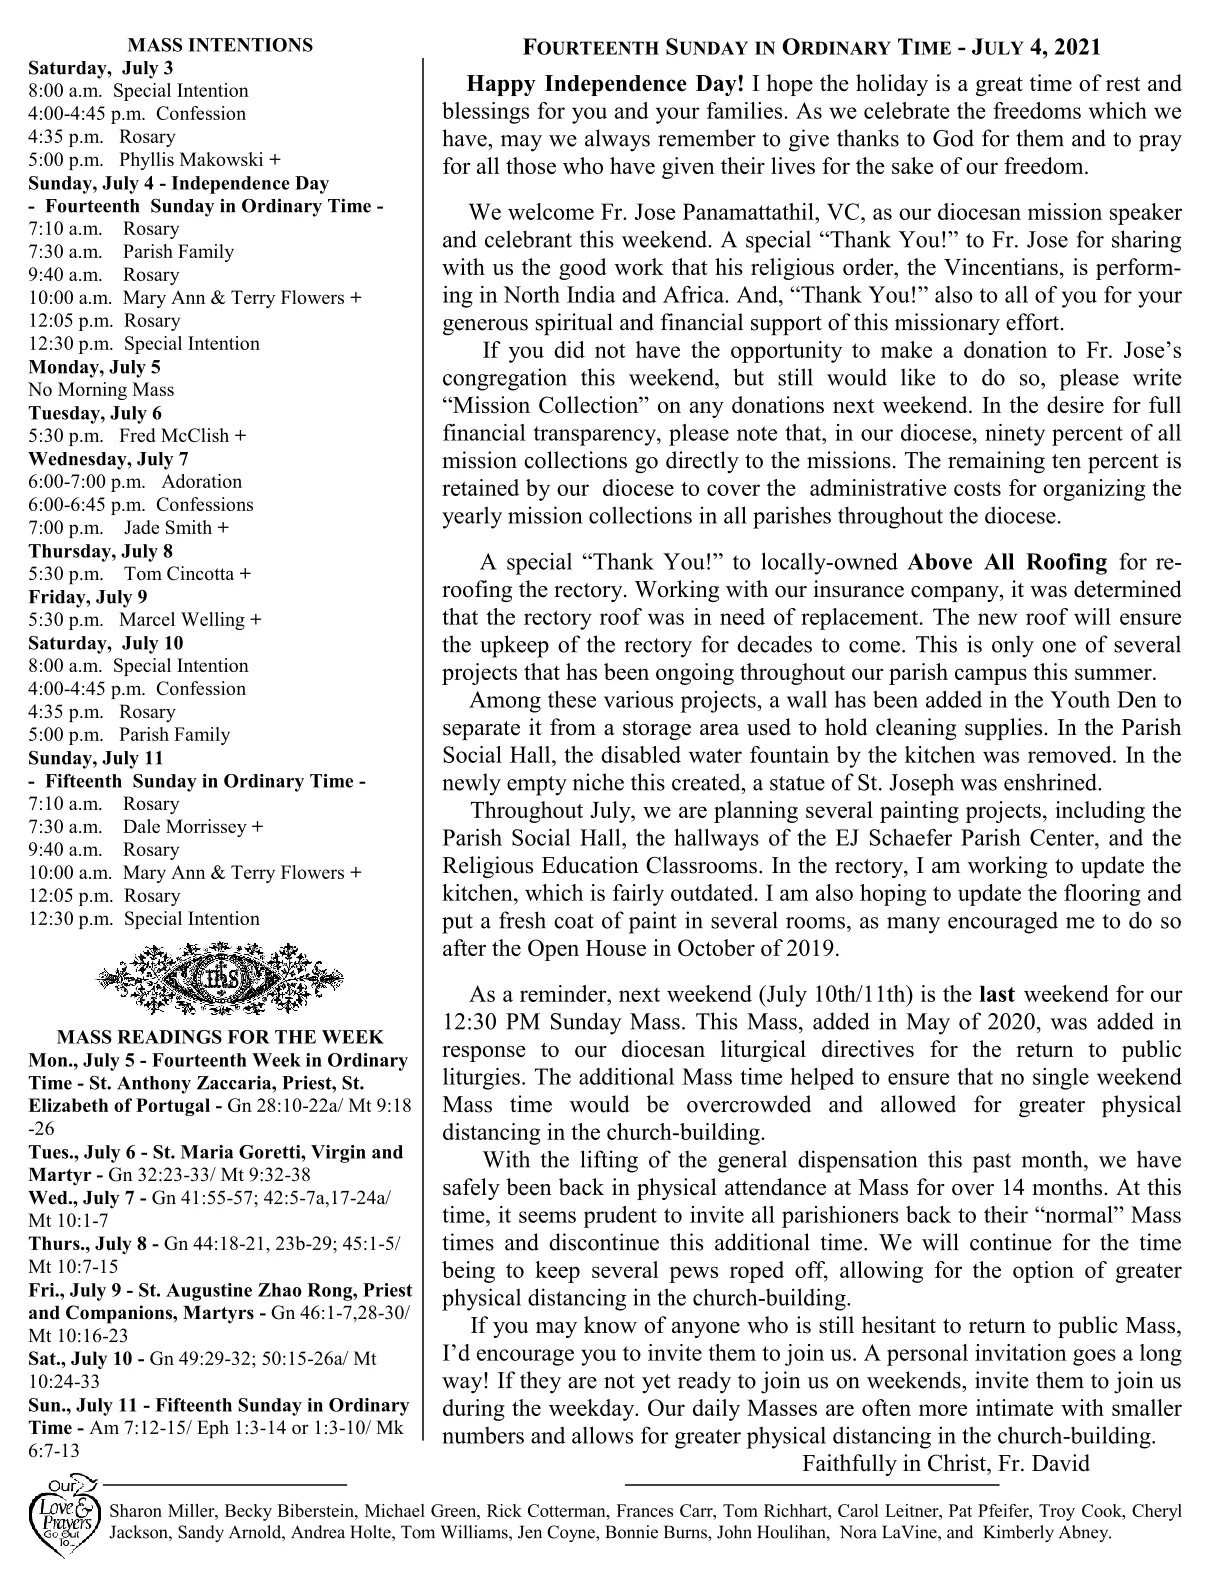 MASS INTENTIONS
Saturday, July 3
8:00 a.m. Special Intention
4:00-4:45 p.m. Confession
4:35 p.m. Rosary
5:00 p.m. Phyllis Makowski +
Sunday, July 4 - Independence Day
- Fourteenth Sunday in Ordinary Time -
7:10 a.m. Rosary
7:30 a.m. Parish Family
9:40 a.m. Rosary
10:00 a.m. Mary Ann & Terry Flowers +
12:05 p.m. Rosary
12:30 p.m. Special Intention
Monday, July 5
No Morning Mass
Tuesday, July 6
5:30 p.m. Fred McClish +
Wednesday, July 7
6:00-7:00 p.m. Adoration
6:00-6:45 p.m. Confessions
7:00 p.m. Jade Smith +
Thursday, July 8
5:30 p.m. Tom Cincotta +
Friday, July 9
5:30 p.m. Marcel Welling +
Saturday, July 10
8:00 a.m. Special Intention
4:00-4:45 p.m. Confession
4:35 p.m. Rosary
5:00 p.m. Parish Family
Sunday, July 11
- Fifteenth Sunday in Ordinary Time -
7:10 a.m. Rosary
7:30 a.m. Dale Morrissey +
9:40 a.m. Rosary
10:00 a.m. Mary Ann & Terry Flowers +
12:05 p.m. Rosary
12:30 p.m. Special Intention
ihs
MASS READINGS FOR THE WEEK
Mon., July 5 - Fourteenth Week in Ordinary
Time - St. Anthony Zaccaria, Priest, St.
Elizabeth of Portugal - Gn 28:10-22a/ Mt 9:18
-26
Tues., July 6 - St. Maria Goretti, Virgin and
Martyr - Gn 32:23-33/ Mt 9:32-38
Wed., July 7 - Gn 41:55-57; 42:5-7a,17-24a/
Mt 10:1-7
Thurs., July 8 - Gn 44:18-21, 23b-29; 45:1-5/
Mt 10:7-15
Fri., July 9 - St. Augustine Zhao Rong, Priest
and Companions, Martyrs - Gn 46:1-7,28-30/
Mt 10:16-23
Sat., July 10 - Gn 49:29-32; 50:15-26a/ Mt
10:24-33
Sun., July 11 - Fifteenth Sunday in Ordinary
Time - Am 7:12-15/ Eph 1:3-14 or 1:3-10/ Mk
6:7-13
FOURTEENTH SUNDAY IN ORDINARY TIME - JULY 4, 2021
Happy Independence Day! I hope the holiday is a great time of rest and
blessings for you and your families. As we celebrate the freedoms which we
have, may we always remember to give thanks to God for them and to pray
for all those who have given their lives for the sake of our freedom.
We welcome Fr. Jose Panamattathil, VC, as our diocesan mission speaker
and celebrant this weekend. A special “Thank You!” to Fr. Jose for sharing
with us the good work that his religious order, the Vincentians, is perform-
ing in North India and Africa. And, “Thank You!” also to all of you for your
generous spiritual and financial support of this missionary effort.
If you did not have the opportunity to make a donation to Fr. Jose’s
congregation this weekend, but still would like to do so, please write
“Mission Collection” on any donations next weekend. In the desire for full
financial transparency, please note that, in our diocese, ninety percent of all
mission collections go directly to the missions. The remaining ten percent is
retained by our diocese to cover the administrative costs for organizing the
yearly mission collections in all parishes throughout the diocese.
A special “Thank You!” to locally-owned Above All Roofing for re-
roofing the rectory. Working with our insurance company, it was determined
that the rectory roof was in need of replacement. The new roof will ensure
the upkeep of the rectory for decades to come. This is only one of several
projects that has been ongoing throughout our parish campus this summer.
Among these various projects, a wall has been added in the Youth Den to
separate it from a storage area used to hold cleaning supplies. In the Parish
Social Hall, the disabled water fountain by the kitchen was removed. In the
newly empty niche this created, a statue of St. Joseph was enshrined.
Throughout July, we are planning several painting projects, including the
Parish Social Hall, the hallways of the EJ Schaefer Parish Center, and the
Religious Education Classrooms. In the rectory, I am working to update the
kitchen, which is fairly outdated. I am also hoping to update the flooring and
put a fresh coat of paint in several rooms, as many encouraged me to do so
after the Open House in October of 2019.
As a reminder, next weekend (July 10th/11th) is the last weekend for our
12:30 PM Sunday Mass. This Mass, added in May of 2020, was added in
response to our diocesan liturgical directives for the return to public
liturgies. The additional Mass time helped to ensure that no single weekend
Mass time would be overcrowded and allowed for greater physical
distancing in the church-building.
With the lifting of the general dispensation this past month, we have
safely been back in physical attendance at Mass for over 14 months. At this
time, it seems prudent to invite all parishioners back to their “normal” Mass
times and discontinue this additional time. We will continue for the time
being to keep several pews roped off, allowing for the option of greater
physical distancing in the church-building.
If you may know of anyone who is still hesitant to return to public Mass,
I’d encourage you to invite them to join us. A personal invitation goes a long
way! If they are not yet ready to join us on weekends, invite them to join us
during the weekday. Our daily Masses are often more intimate with smaller
numbers and allows for greater physical distancing in the church-building.
Faithfully in Christ, Fr. David
Our
Love &
Prayers
Go Out
To...
Sharon Miller, Becky Biberstein, Michael Green, Rick Cotterman, Frances Carr, Tom Richhart, Carol Leitner, Pat Pfeifer, Troy Cook, Cheryl
Jackson, Sandy Arnold, Andrea Holte, Tom Williams, Jen Coyne, Bonnie Burns, John Houlihan, Nora LaVine, and Kimberly Abney.